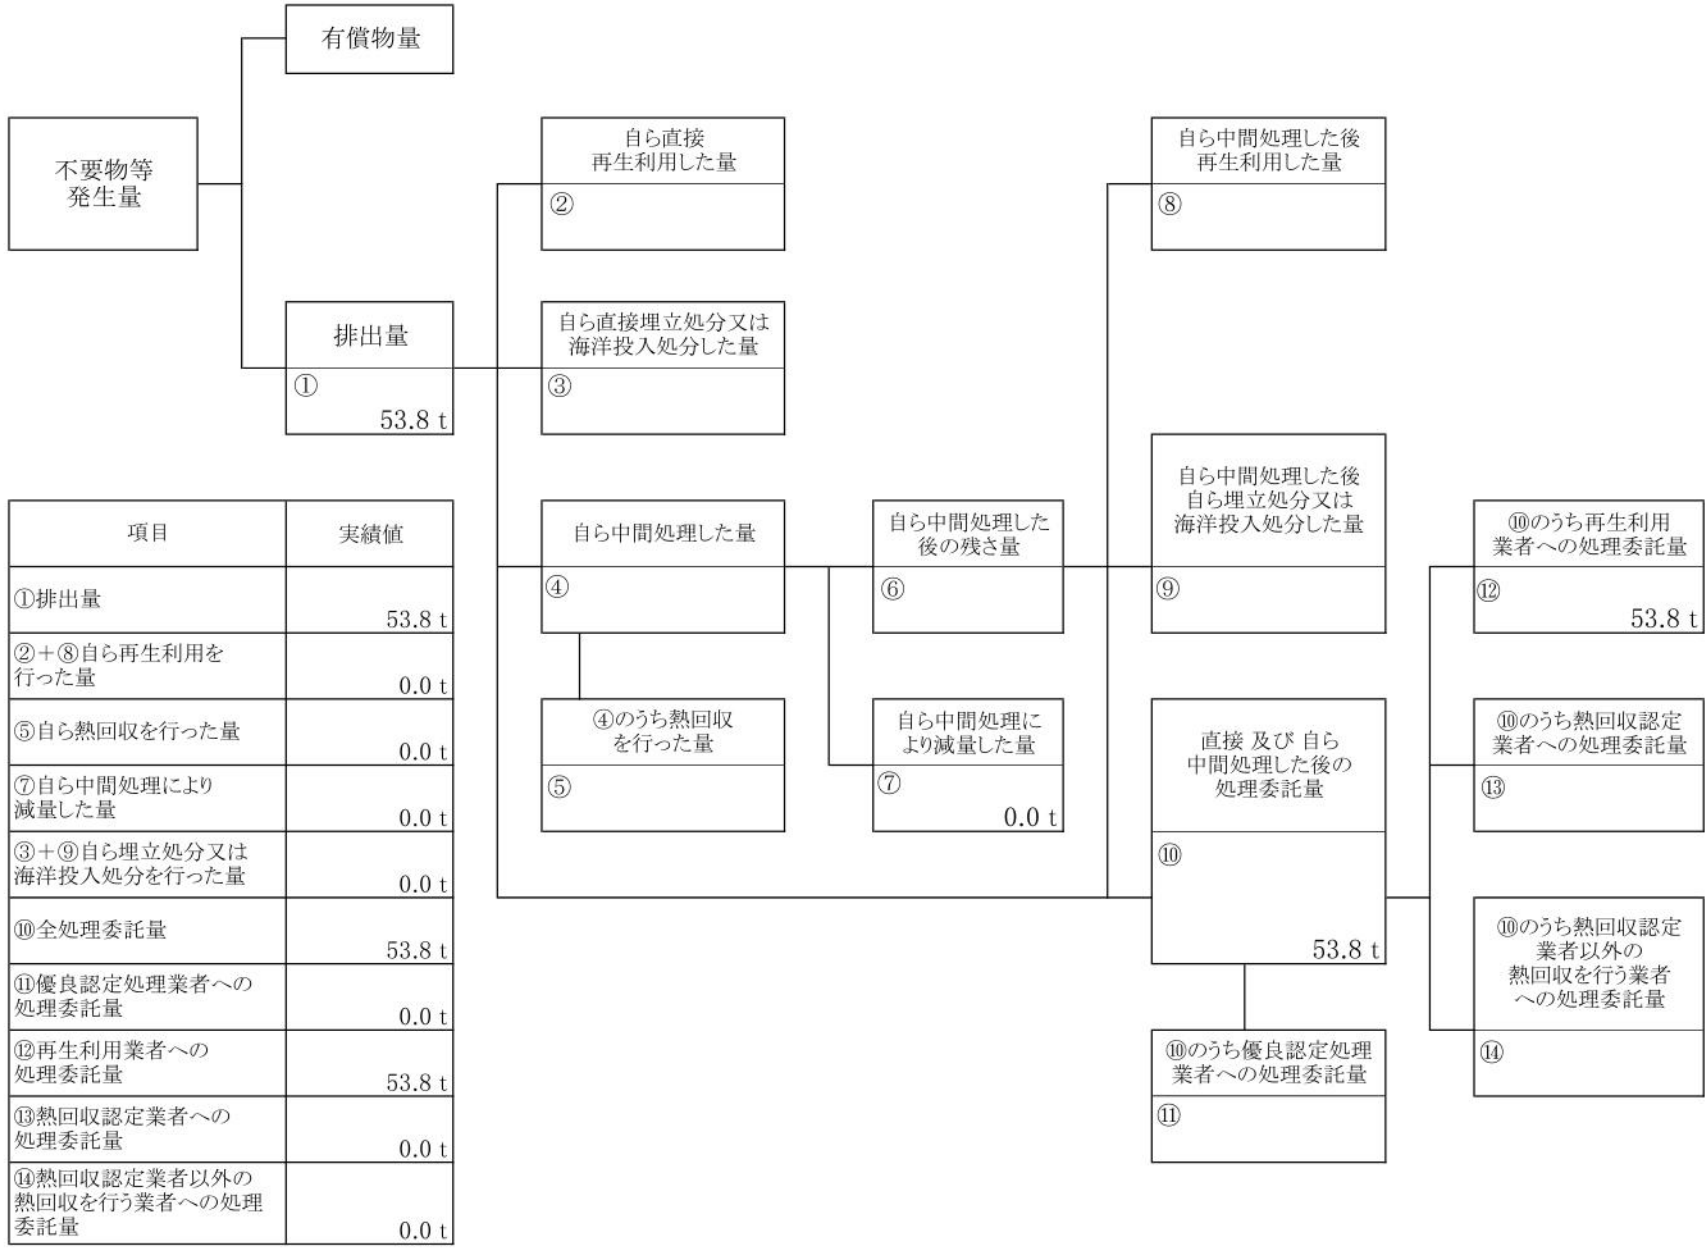 有償物量
不要物等
発生量
自ら直接
再生利用した量
②
自ら中間処理した後
再生利用した量
⑧
排出量
①
53.8 t
自ら直接埋立処分又は
海洋投入処分した量
③
項目
実績値
①排出量
53.8 t
②＋⑧自ら再生利用を
行った量
0.0 t
⑤自ら熱回収を行った量
0.0 t
⑦自ら中間処理により
減量した量
0.0 t
③＋⑨自ら埋立処分又は
海洋投入処分を行った量
0.0 t
⑩全処理委託量
53.8 t
⑪優良認定処理業者への
処理委託量
0.0 t
⑫再生利用業者への
処理委託量
53.8 t
⑬熱回収認定業者への
処理委託量
0.0 t
⑭熱回収認定業者以外の
熱回収を行う業者への処理
委託量
0.0 t
自ら中間処理した量
④
④のうち熱回収
を行った量
⑤
自ら中間処理した
後の残さ量
⑥
自ら中間処理に
より減量した量
⑦
0.0 t
自ら中間処理した後
自ら埋立処分又は
海洋投入処分した量
⑨
直接 及び 自ら
中間処理した後の
処理委託量
⑩
53.8 t
⑩のうち優良認定処理
業者への処理委託量
⑪
⑩のうち再生利用
業者への処理委託量
⑫
53.8 t
⑩のうち熱回収認定
業者への処理委託量
⑬
⑩のうち熱回収認定
業者以外の
熱回収を行う業者
への処理委託量
⑭